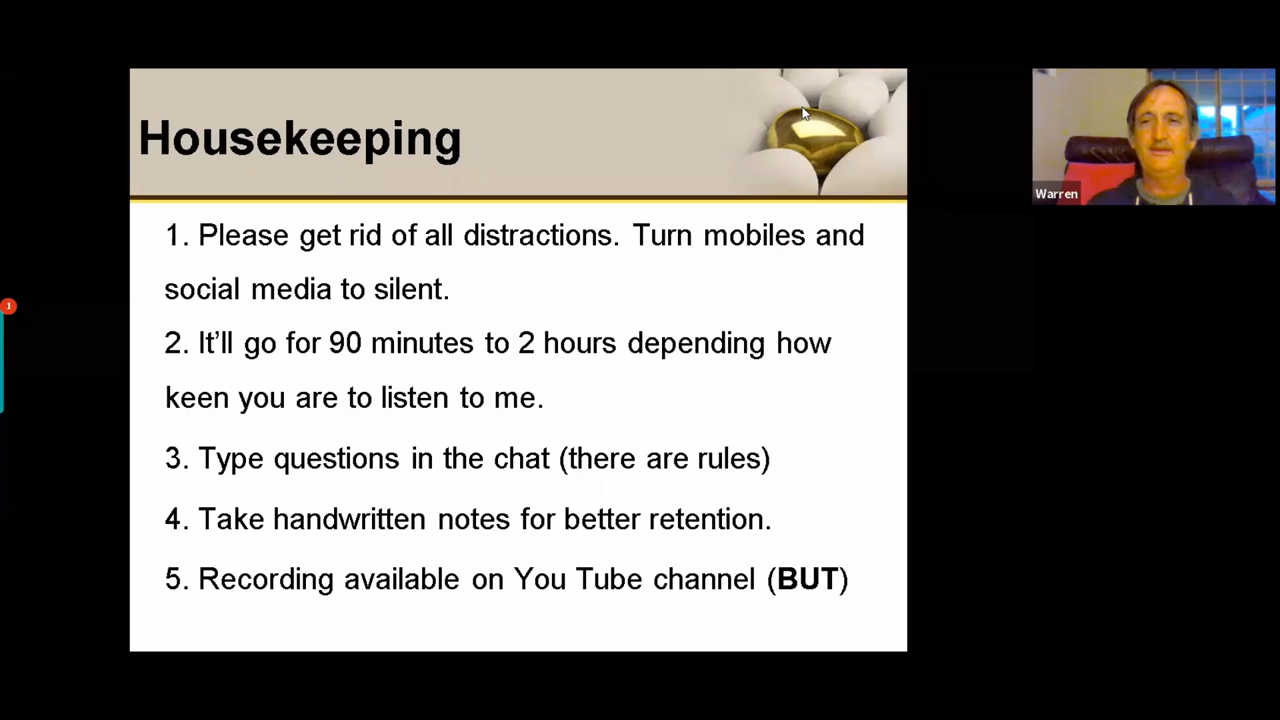 Housekeeping
1. Please get rid of all distractions. Turn mobiles and
social media to silent.
2. It’ll go for 90 minutes to 2 hours depending how
keen you are to listen to me.
3. Type questions in the chat (there are rules)
4. Take handwritten notes for better retention.
5. Recording available on You Tube channel (BUT)
Warren
1